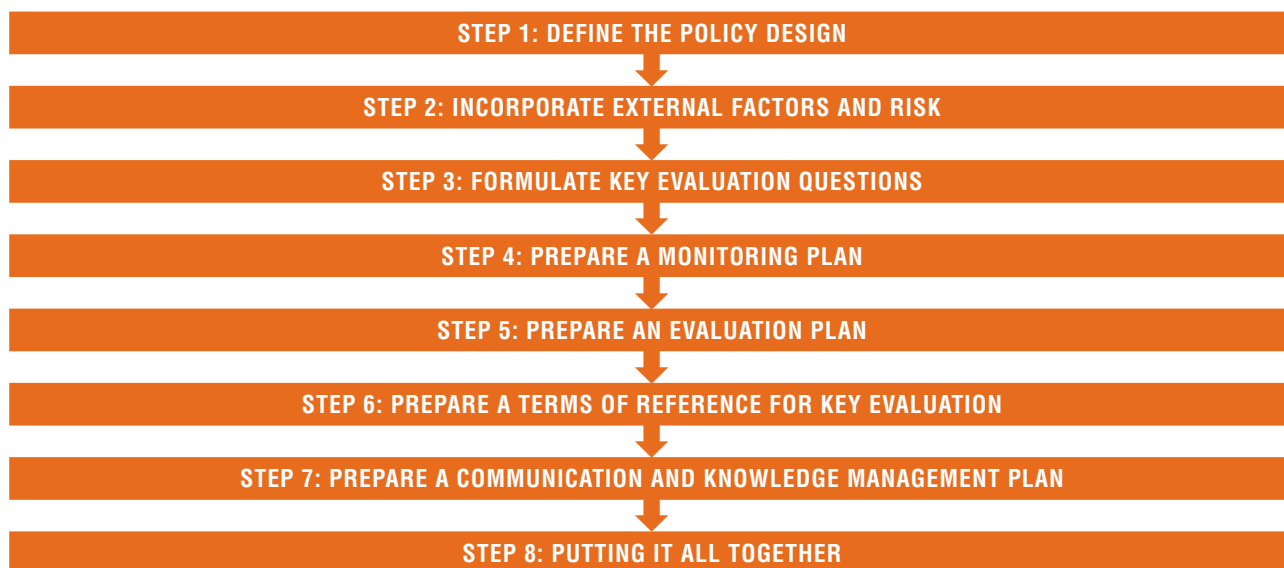 STEP 1: DEFINE THE POLICY DESIGN
STEP 2: INCORPORATE EXTERNAL FACTORS AND RISK
STEP 3: FORMULATE KEY EVALUATION QUESTIONS
STEP 4: PREPARE A MONITORING PLAN
STEP 5: PREPARE AN EVALUATION PLAN
STEP 6: PREPARE A TERMS OF REFERENCE FOR KEY EVALUATION
STEP 7: PREPARE A COMMUNICATION AND KNOWLEDGE MANAGEMENT PLAN
STEP 8: PUTTING IT ALL TOGETHER